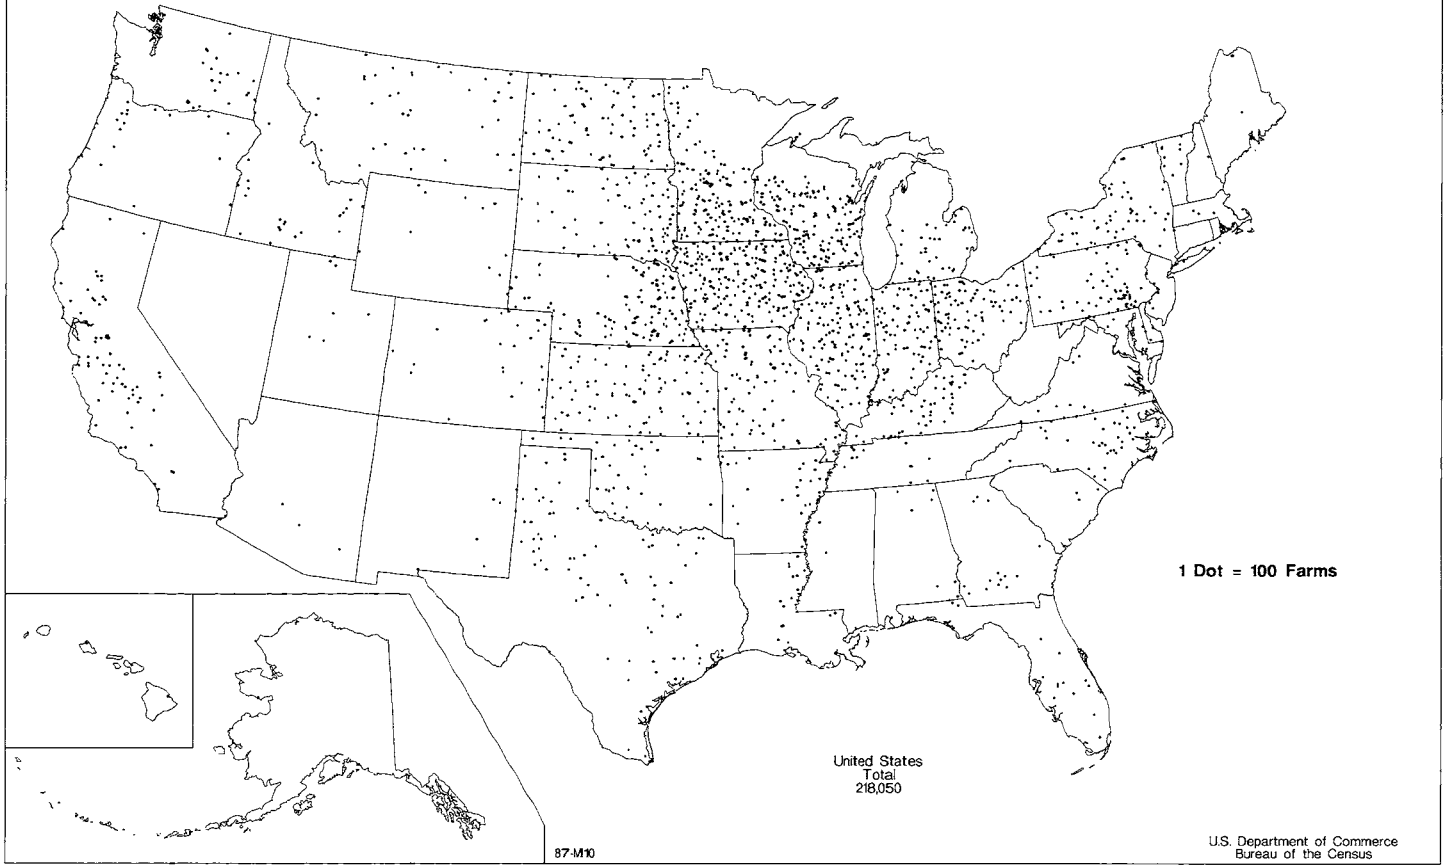 1 Dot = 100 Farms
United States
Total
218,050
87-M10
U.S. Department of Commerce
Bureau of the Census